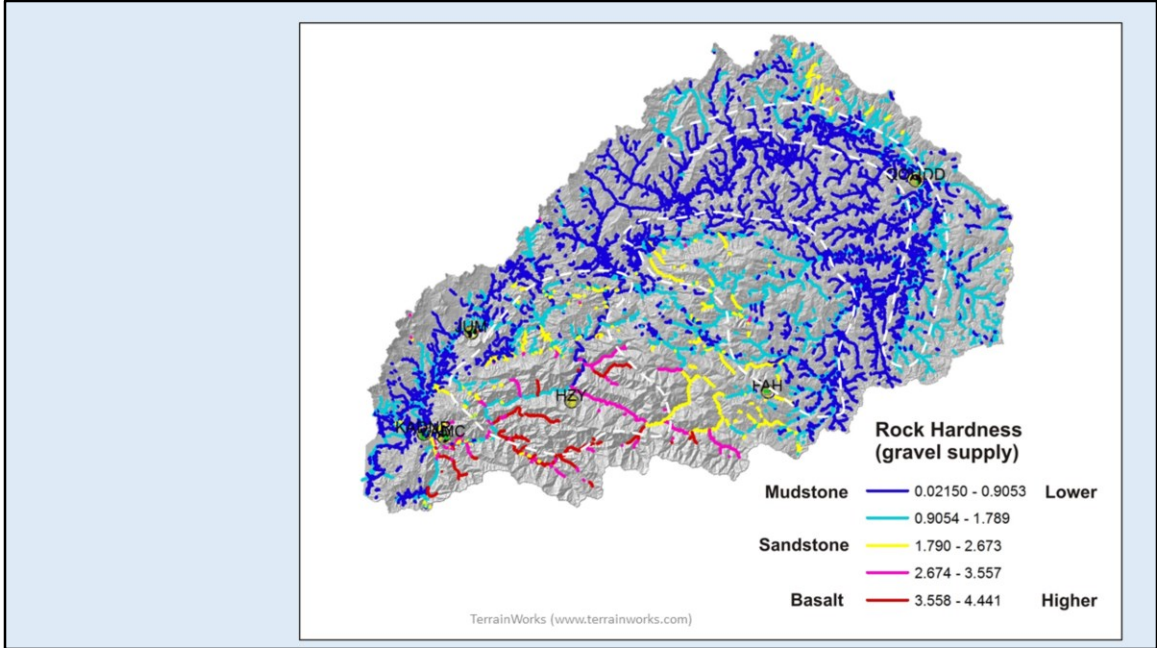 JUM
HZY
Rock Hardness
(gravel supply)
Mudstone 0.02150 - 0.9053 Lower
0.9054 - 1.789
Sandstone 1.790 - 2.673
2.674 - 3.557
Basalt 3.558 - 4.441 Higher
TerrainWorks (www.terrainworks.com)